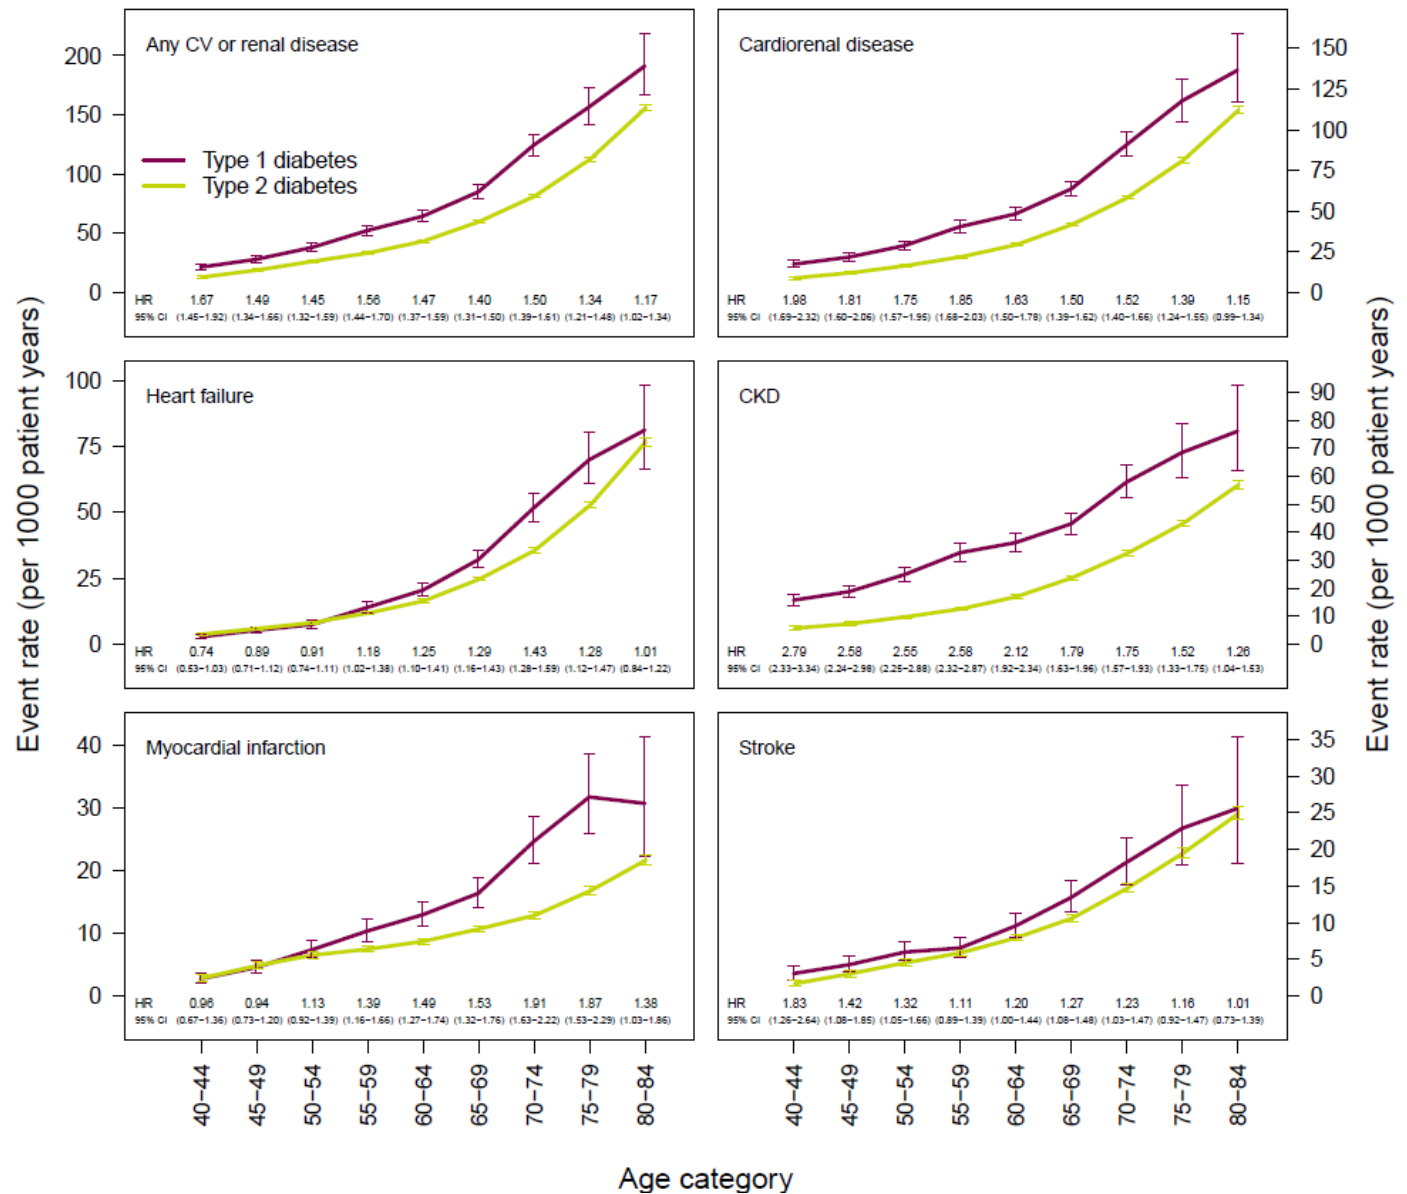 Any CV or renal disease
Type 1 diabetes
Type 2 diabetes
200
150
100
50
0
HR 1.67 1.49 1.45 1.56 1.47 1.40 1.50 1.34 1.17
95% CI (1.45–1.92) (1.34–1.66) (1.32–1.59) (1.44–1.70) (1.37–1.59) (1.31–1.50) (1.39–1.61) (1.21–1.48) (1.02–1.34)
Cardiorenal disease
150
125
100
75
50
25
0
HR 1.98 1.81 1.75 1.85 1.63 1.50 1.52 1.39 1.15
95% CI (1.69–2.32) (1.60–2.06) (1.57–1.95) (1.68–2.03) (1.50–1.78) (1.39–1.62) (1.40–1.66) (1.24–1.55) (0.99–1.34)
Heart failure
100
75
50
25
0
HR 0.74 0.89 0.91 1.18 1.25 1.29 1.43 1.28 1.01
95% CI (0.53–1.03) (0.71–1.12) (0.74–1.11) (1.02–1.38) (1.10–1.41) (1.16–1.43) (1.28–1.59) (1.12–1.47) (0.84–1.22)
CKD
90
80
70
60
50
40
30
20
10
0
HR 2.79 2.58 2.55 2.58 2.12 1.79 1.75 1.52 1.26
95% CI (2.33–3.34) (2.24–2.98) (2.25–2.88) (2.32–2.87) (1.92–2.34) (1.63–1.96) (1.57–1.93) (1.33–1.75) (1.04–1.53)
Myocardial infarction
40
30
20
10
0
HR 0.96 0.94 1.13 1.39 1.49 1.53 1.91 1.87 1.38
95% CI (0.67–1.36) (0.73–1.20) (0.92–1.39) (1.16–1.66) (1.27–1.74) (1.32–1.76) (1.63–2.22) (1.53–2.29) (1.03–1.86)
Stroke
35
30
25
20
15
10
5
0
HR 1.83 1.42 1.32 1.11 1.20 1.27 1.23 1.16 1.01
95% CI (1.26–2.64) (1.08–1.85) (1.05–1.66) (0.89–1.39) (1.00–1.44) (1.08–1.48) (1.03–1.47) (0.92–1.47) (0.73–1.39)
40–44 45–49 50–54 55–59 60–64 65–69 70–74 75–79 80–84
40–44 45–49 50–54 55–59 60–64 65–69 70–74 75–79 80–84
Event rate (per 1000 patient years)
Event rate (per 1000 patient years)
Age category